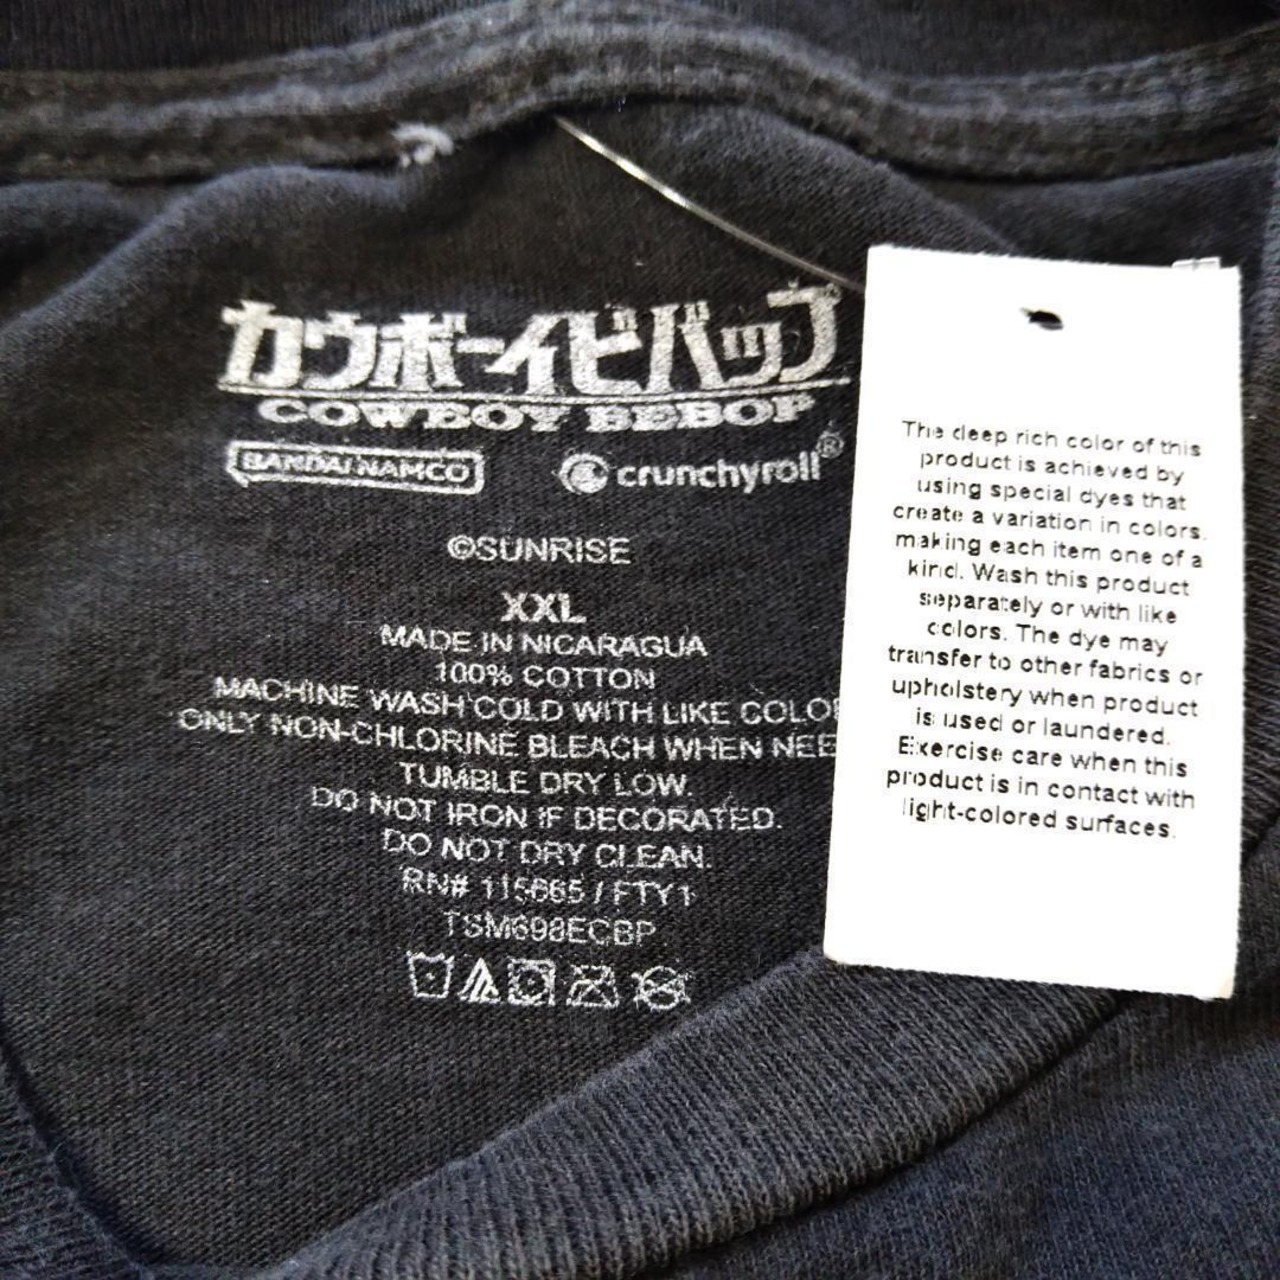 カウボーイビバップ
COWBOY BEBOP
BANDAI NAMCO
crunchyroll®
©SUNRISE
XXL
MADE IN NICARAGUA
100% COTTON
MACHINE WASH COLD WITH LIKE COLO
ONLY NON-CHLORINE BLEACH WHEN NEE
TUMBLE DRY LOW.
DO NOT IRON IF DECORATED.
DO NOT DRY CLEAN.
RN# 115665 / FTY1
TSM698ECBP
The deep rich color of this
product is achieved by
using special dyes that
create a variation in colors.
making each item one of a
kind. Wash this product
separately or with like
colors. The dye may
transfer to other fabrics or
upholstery when product
is used or laundered.
Exercise care when this
product is in contact with
light-colored surfaces.